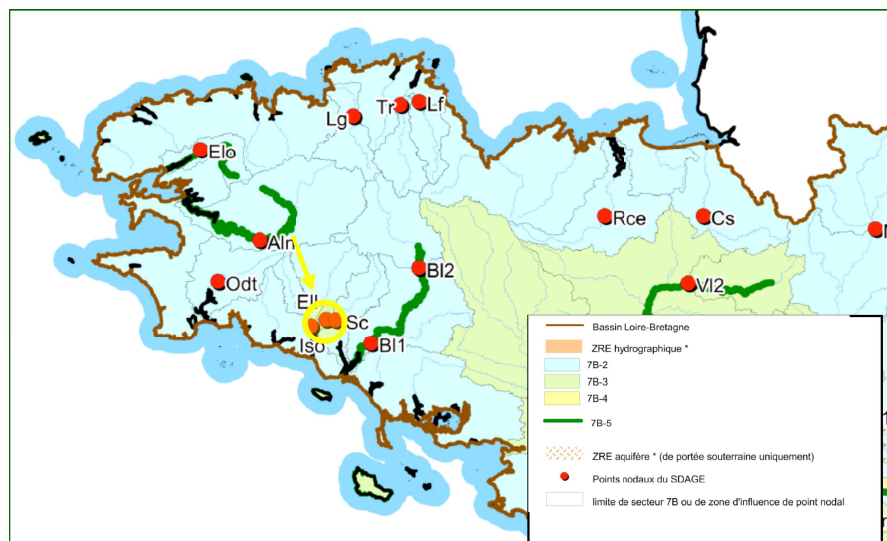 Tr
Lf
Lg
Elo
Rce
Cs
Aln
Bl2
Odt
Vl2
Ell
Sc
Iso
Bl1
Bassin Loire-Bretagne
ZRE hydrographique *
7B-2
7B-3
7B-4
7B-5
ZRE aquifère * (de portée souterraine uniquement)
Points nodaux du SDAGE
limite de secteur 7B ou de zone d'influence de point nodal